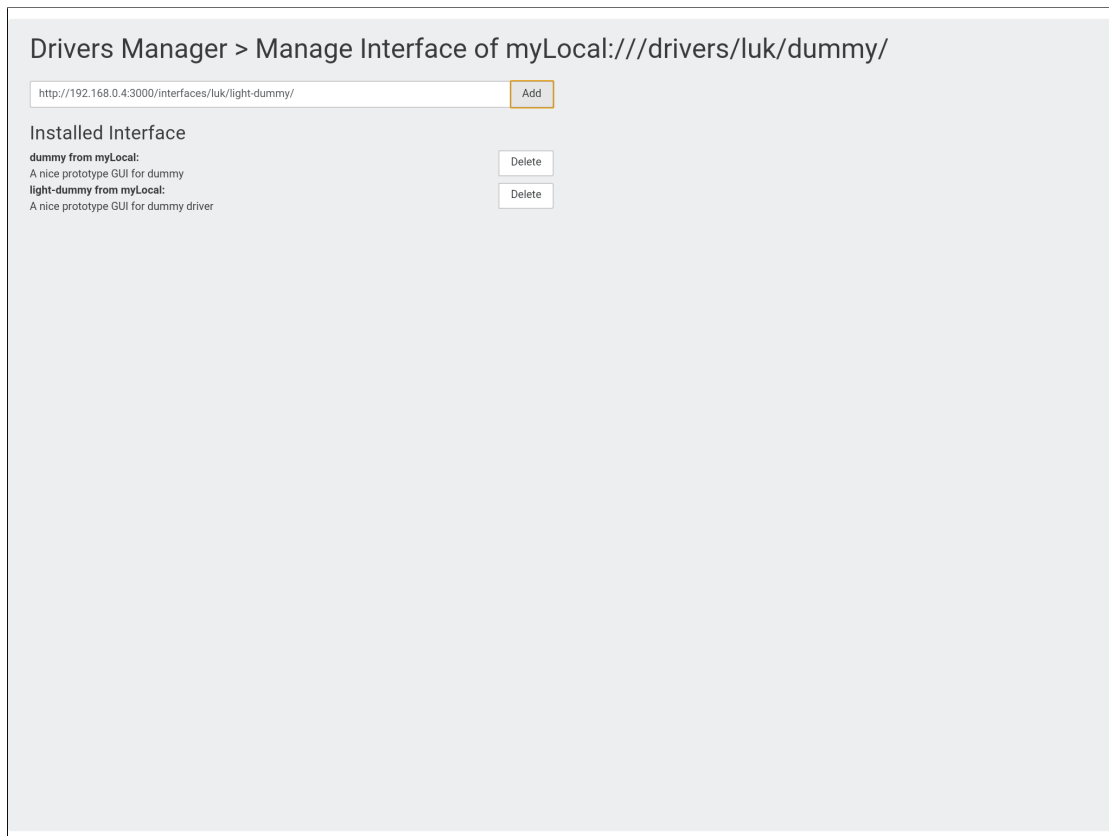 Drivers Manager > Manage Interface of myLocal:///drivers/luk/dummy/
http://192.168.0.4:3000/interfaces/luk/light-dummy/ Add
Installed Interface
dummy from myLocal:
A nice prototype GUI for dummy
Delete
light-dummy from myLocal:
A nice prototype GUI for dummy driver
Delete